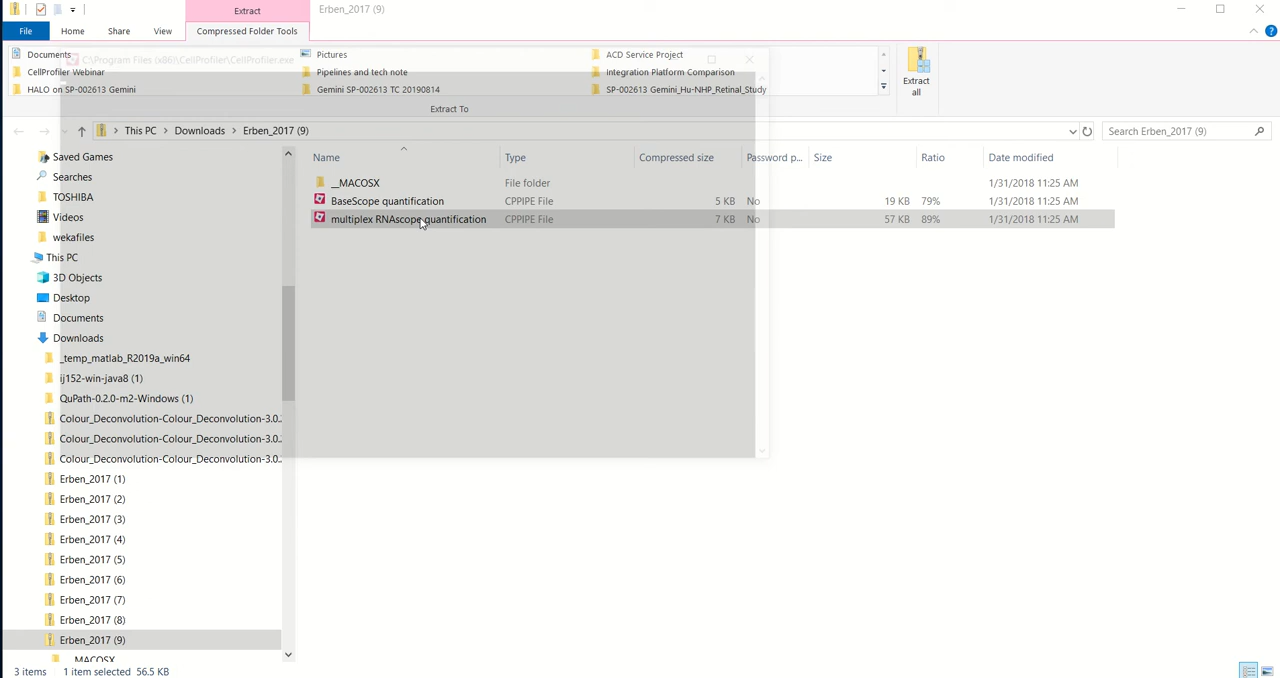 Extract
Erben_2017 (9)
File
Home
Share
View
Compressed Folder Tools
Documents
Pictures
ACD Service Project
C:\Program Files (x86)\CellProfiler\CellProfiler.exe
CellProfiler Webinar
Pipelines and tech note
Integration Platform Comparison
HALO on SP-002613 Gemini
Gemini SP-002613 TC 20190814
SP-002613 Gemini_Hu-NHP_Retinal_Study
Extract
all
Extract To
This PC
Downloads
Erben_2017 (9)
Search Erben_2017 (9)
Name
Type
Compressed size
Password p...
Size
Ratio
Date modified
__MACOSX
File folder
1/31/2018 11:25 AM
BaseScope quantification
CPPIPE File
5 KB
No
19 KB
79%
1/31/2018 11:25 AM
multiplex RNAscope quantification
CPPIPE File
7 KB
No
57 KB
89%
1/31/2018 11:25 AM
Saved Games
Searches
TOSHIBA
Videos
wekafiles
This PC
3D Objects
Desktop
Documents
Downloads
_temp_matlab_R2019a_win64
ij152-win-java8 (1)
QuPath-0.2.0-m2-Windows (1)
Colour_Deconvolution-Colour_Deconvolution-3.0.
Colour_Deconvolution-Colour_Deconvolution-3.0.
Colour_Deconvolution-Colour_Deconvolution-3.0.
Erben_2017 (1)
Erben_2017 (2)
Erben_2017 (3)
Erben_2017 (4)
Erben_2017 (5)
Erben_2017 (6)
Erben_2017 (7)
Erben_2017 (8)
Erben_2017 (9)
__MACOSX
3 items
1 item selected 56.5 KB